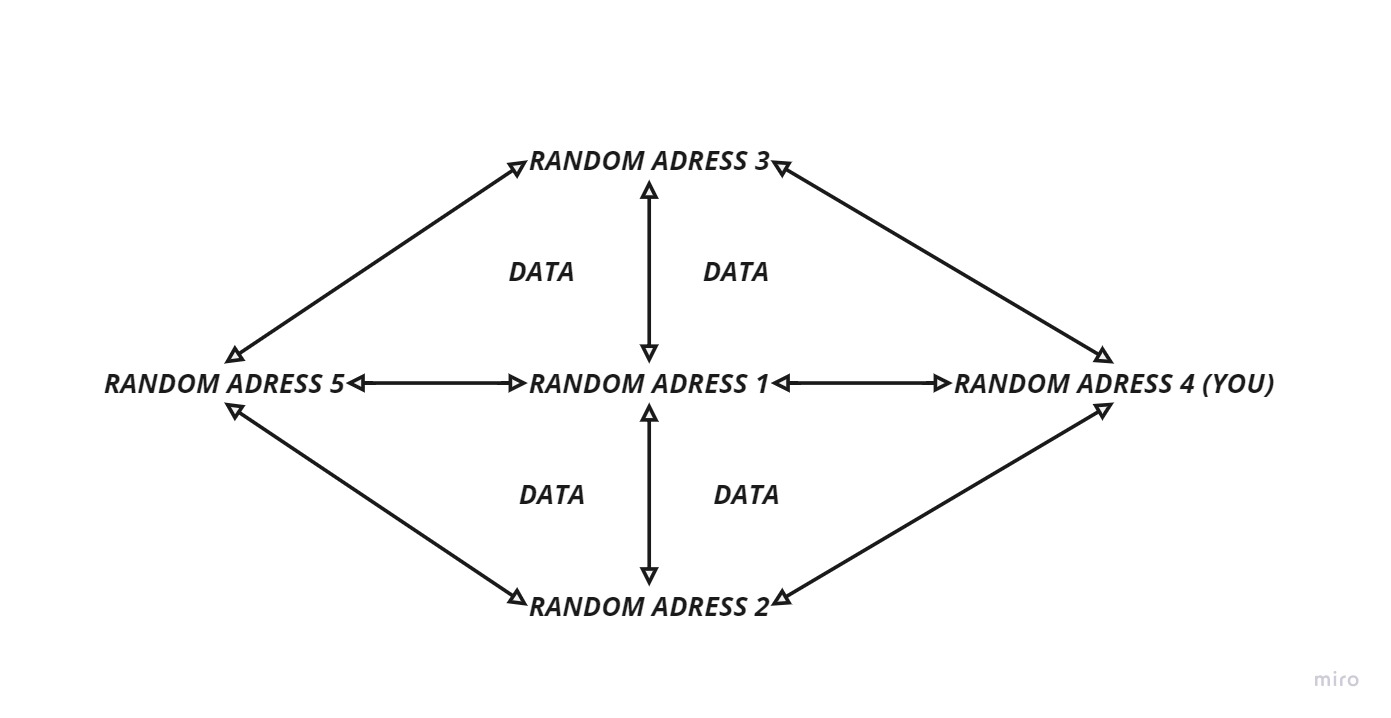 RANDOM ADRESS 3
DATA
DATA
RANDOM ADRESS 5
RANDOM ADRESS 1
RANDOM ADRESS 4 (YOU)
DATA
DATA
RANDOM ADRESS 2
miro